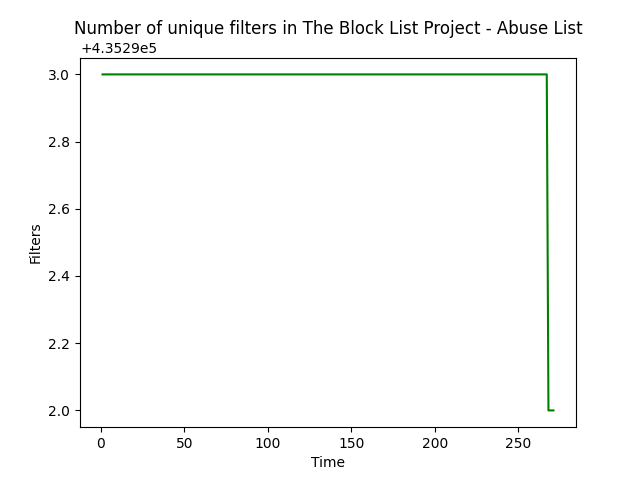 Number of unique filters in The Block List Project - Abuse List
+4.3529e5
3.0
2.8
2.6
2.4
2.2
2.0
Filters
0 50 100 150 200 250
Time